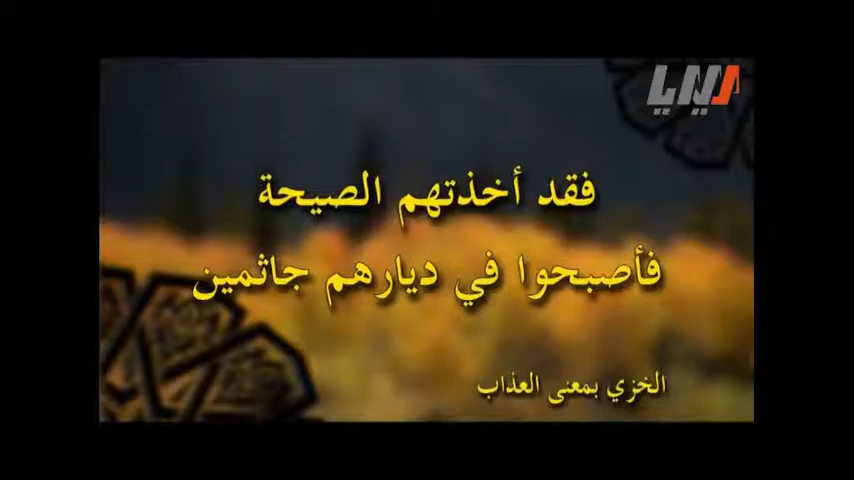 فقد أخذتهم الصيحة
فأصبحوا في ديارهم جاثمين
الخزي بمعنى العذاب